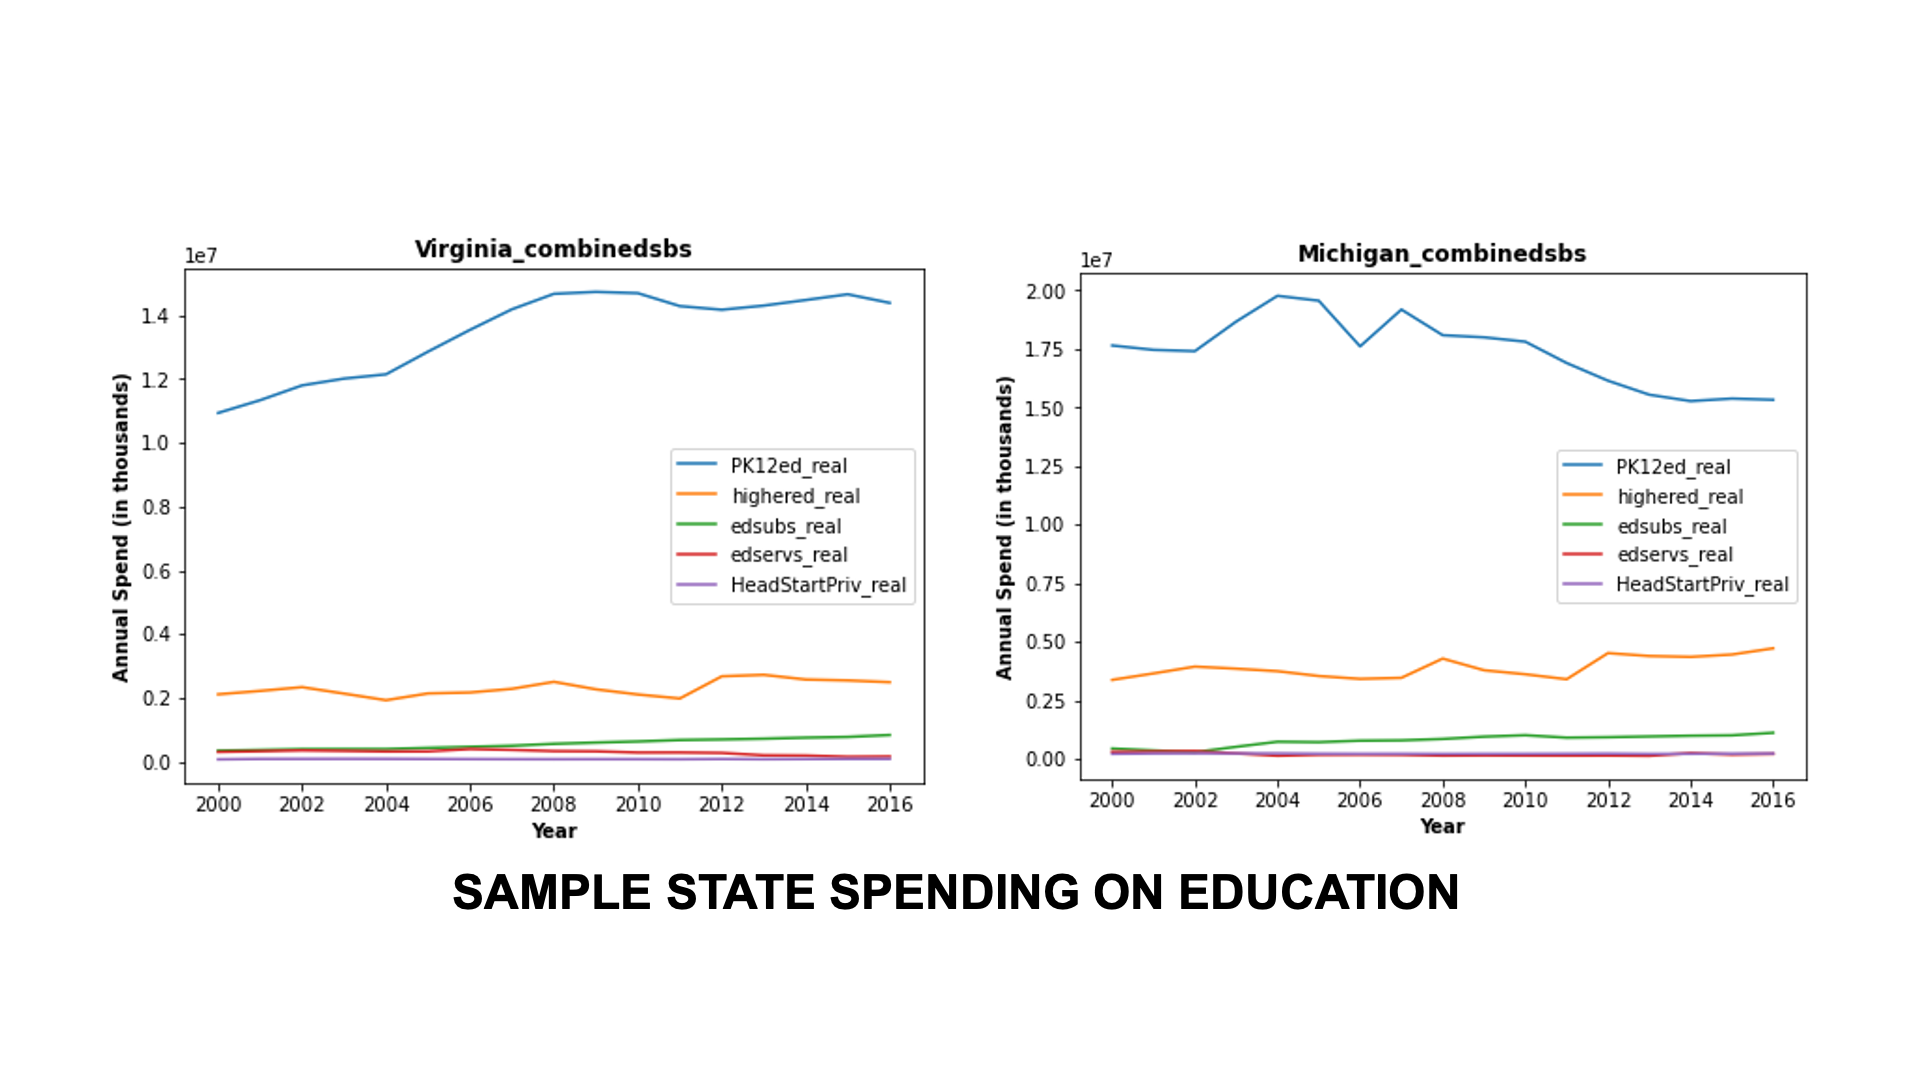 Virginia_combinedsbs
1e7
1.4
1.2
1.0
0.8
0.6
0.4
0.2
0.0
Annual Spend (in thousands)
PK12ed_real
highered_real
edsubs_real
edservs_real
HeadStartPriv_real
2000 2002 2004 2006 2008 2010 2012 2014 2016
Year
Michigan_combinedsbs
1e7
2.00
1.75
1.50
1.25
1.00
0.75
0.50
0.25
0.00
Annual Spend (in thousands)
PK12ed_real
highered_real
edsubs_real
edservs_real
HeadStartPriv_real
2000 2002 2004 2006 2008 2010 2012 2014 2016
Year
SAMPLE STATE SPENDING ON EDUCATION